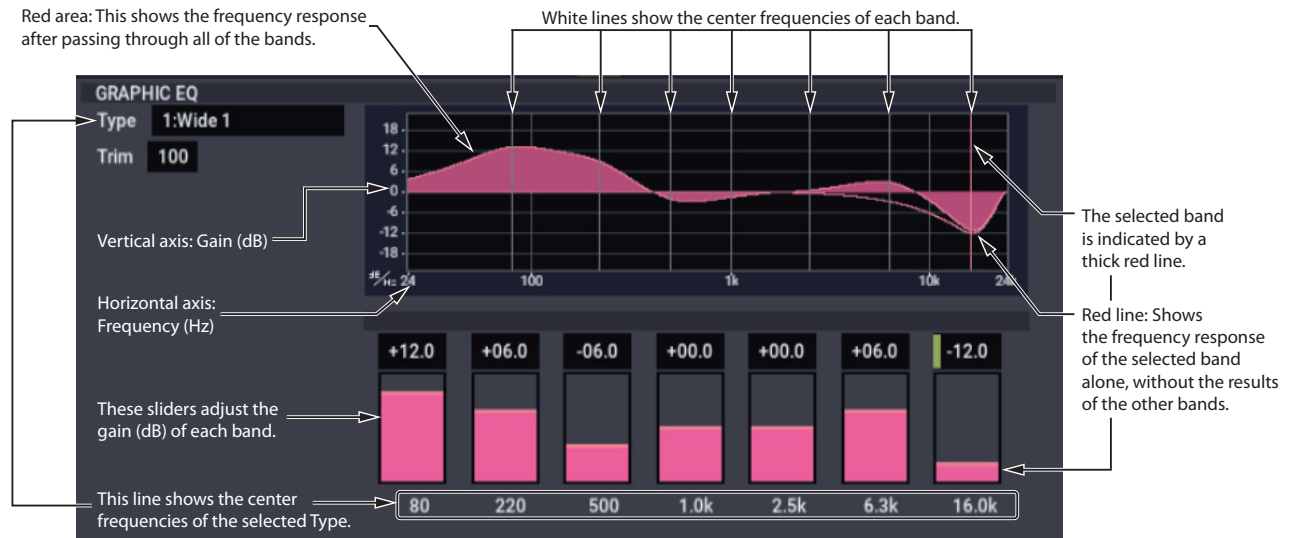 Red area: This shows the frequency response
after passing through all of the bands.
White lines show the center frequencies of each band.
GRAPHIC EQ
Type 1:Wide 1
Trim 100
18
12
6
0
-6
-12
-18
Vertical axis: Gain (dB)
24 100 1k 10k
Horizontal axis:
Frequency (Hz)
The selected band
is indicated by a
thick red line.
Red line: Shows
the frequency response
of the selected band
alone, without the results
of the other bands.
+12.0 +06.0 -06.0 +00.0 +00.0 +06.0 -12.0
These sliders adjust the
gain (dB) of each band.
This line shows the center
frequencies of the selected Type.
80 220 500 1.0k 2.5k 6.3k 16.0k